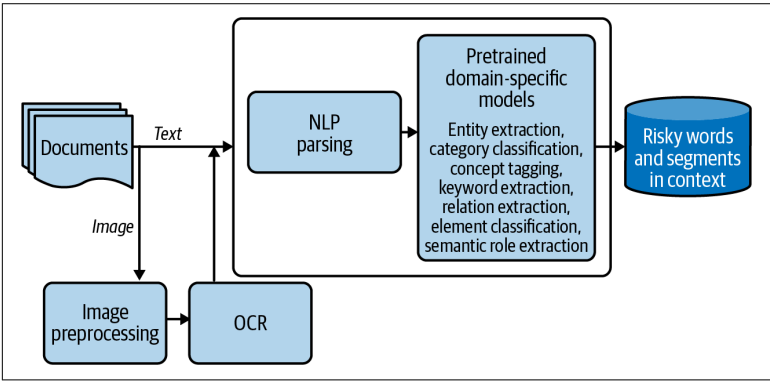 Documents
Text
Image
Image
preprocessing
OCR
NLP
parsing
Pretrained
domain-specific
models
Entity extraction,
category classification,
concept tagging,
keyword extraction,
relation extraction,
element classification,
semantic role extraction
Risky words
and segments
in context